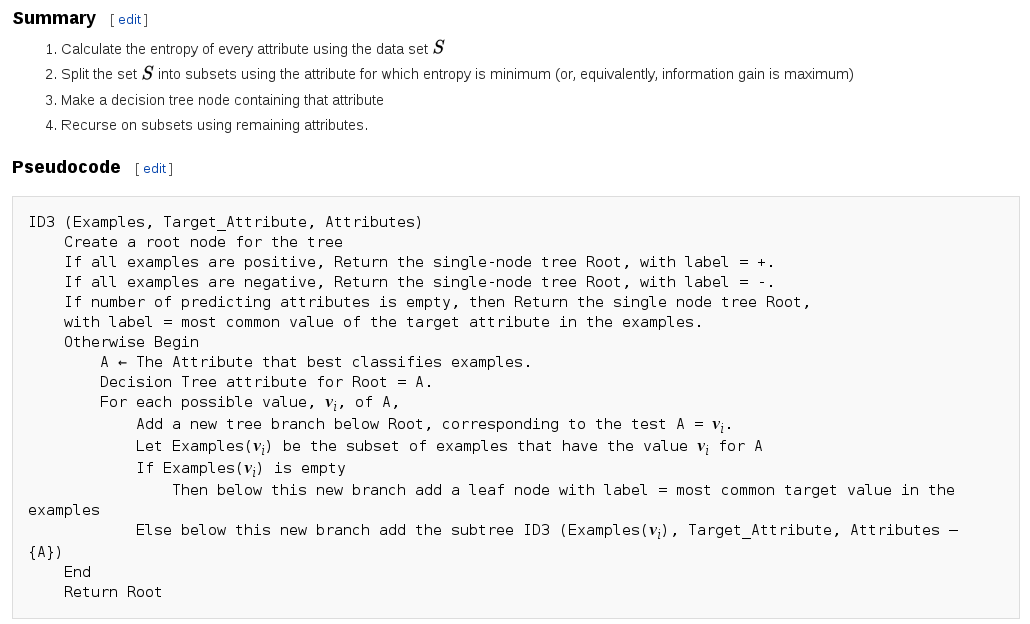 Summary [ edit ]
1. Calculate the entropy of every attribute using the data set S
2. Split the set S into subsets using the attribute for which entropy is minimum (or, equivalently, information gain is maximum)
3. Make a decision tree node containing that attribute
4. Recurse on subsets using remaining attributes.
Pseudocode [ edit ]
ID3 (Examples, Target_Attribute, Attributes)
    Create a root node for the tree
    If all examples are positive, Return the single-node tree Root, with label = +.
    If all examples are negative, Return the single-node tree Root, with label = -.
    If number of predicting attributes is empty, then Return the single node tree Root,
    with label = most common value of the target attribute in the examples.
    Otherwise Begin
        A ← The Attribute that best classifies examples.
        Decision Tree attribute for Root = A.
        For each possible value, vᵢ, of A,
            Add a new tree branch below Root, corresponding to the test A = vᵢ.
            Let Examples(vᵢ) be the subset of examples that have the value vᵢ for A
            If Examples(vᵢ) is empty
                Then below this new branch add a leaf node with label = most common target value in the
examples
            Else below this new branch add the subtree ID3 (Examples(vᵢ), Target_Attribute, Attributes –
{A})
    End
    Return Root